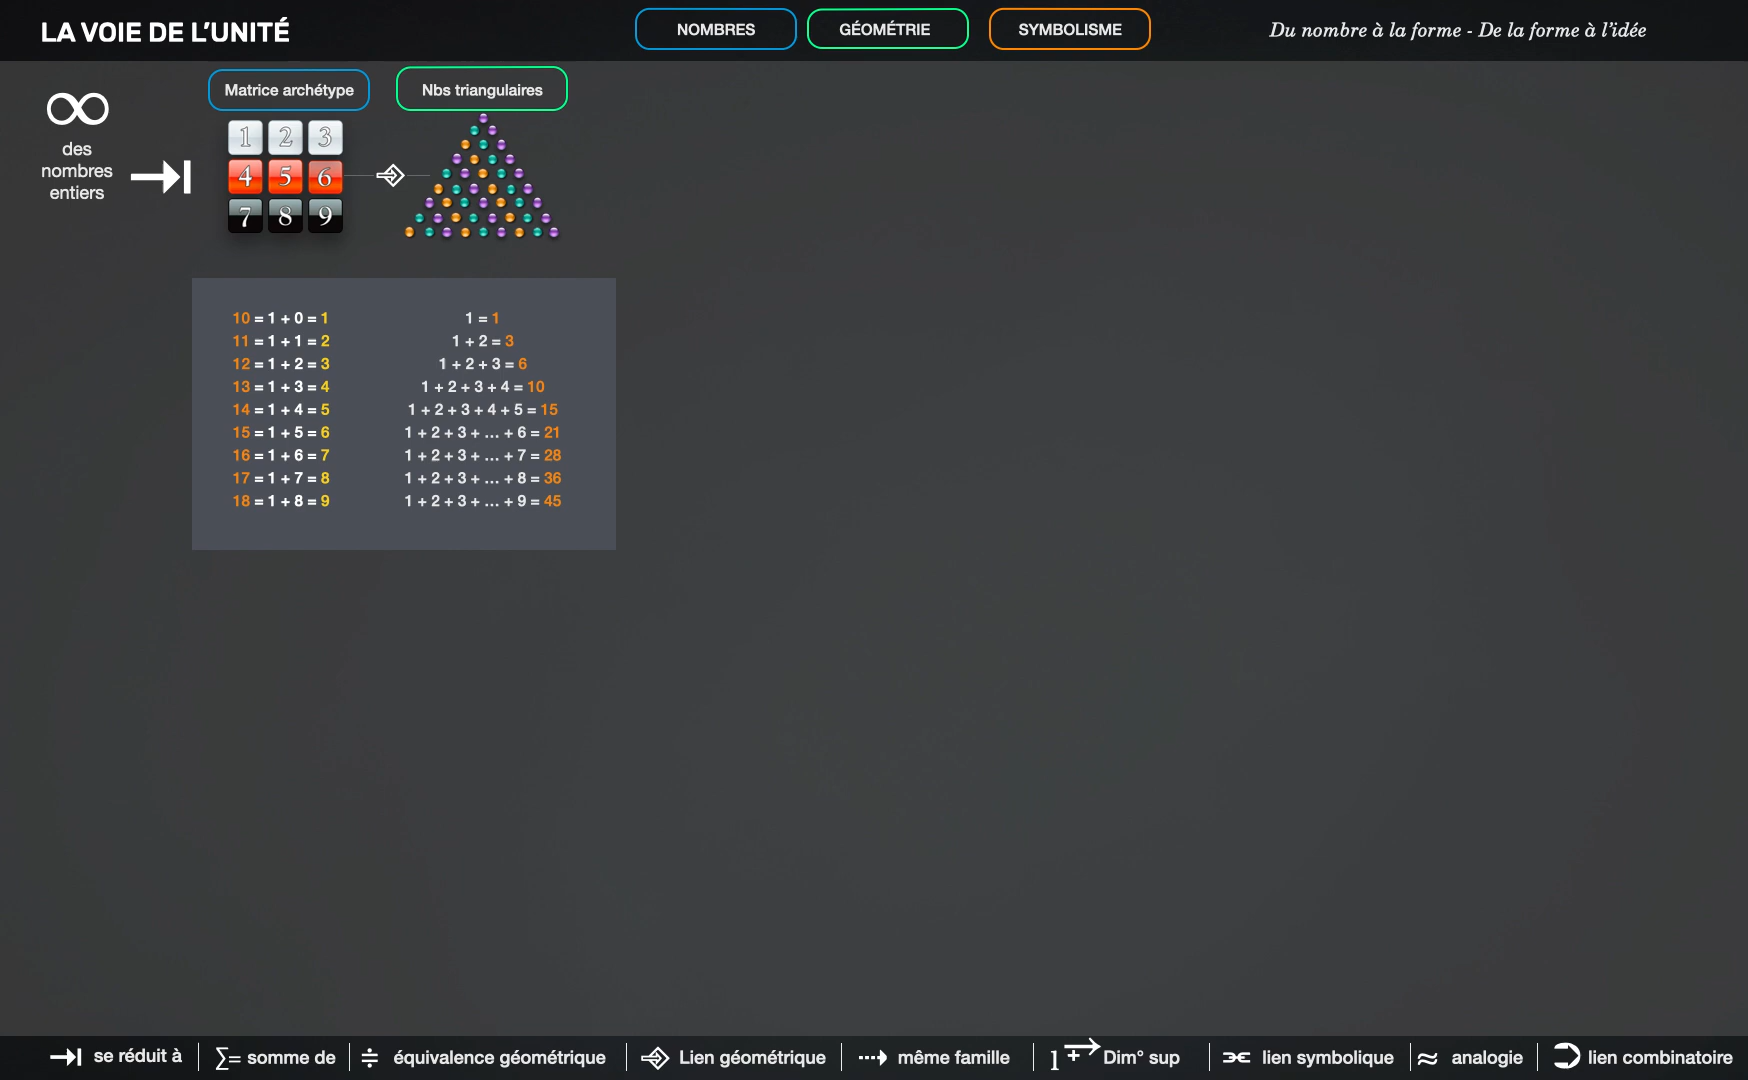 LA VOIE DE L’UNITÉ
NOMBRES
GÉOMÉTRIE
SYMBOLISME
Du nombre à la forme - De la forme à l’idée
∞
des
nombres
entiers
Matrice archétype
Nbs triangulaires
1 2 3
4 5 6
7 8 9
10 = 1 + 0 = 1
11 = 1 + 1 = 2
12 = 1 + 2 = 3
13 = 1 + 3 = 4
14 = 1 + 4 = 5
15 = 1 + 5 = 6
16 = 1 + 6 = 7
17 = 1 + 7 = 8
18 = 1 + 8 = 9
1 = 1
1 + 2 = 3
1 + 2 + 3 = 6
1 + 2 + 3 + 4 = 10
1 + 2 + 3 + 4 + 5 = 15
1 + 2 + 3 + ... + 6 = 21
1 + 2 + 3 + ... + 7 = 28
1 + 2 + 3 + ... + 8 = 36
1 + 2 + 3 + ... + 9 = 45
se réduit à
∑= somme de
÷ équivalence géométrique
Lien géométrique
même famille
1+ Dim° sup
lien symbolique
≈ analogie
lien combinatoire